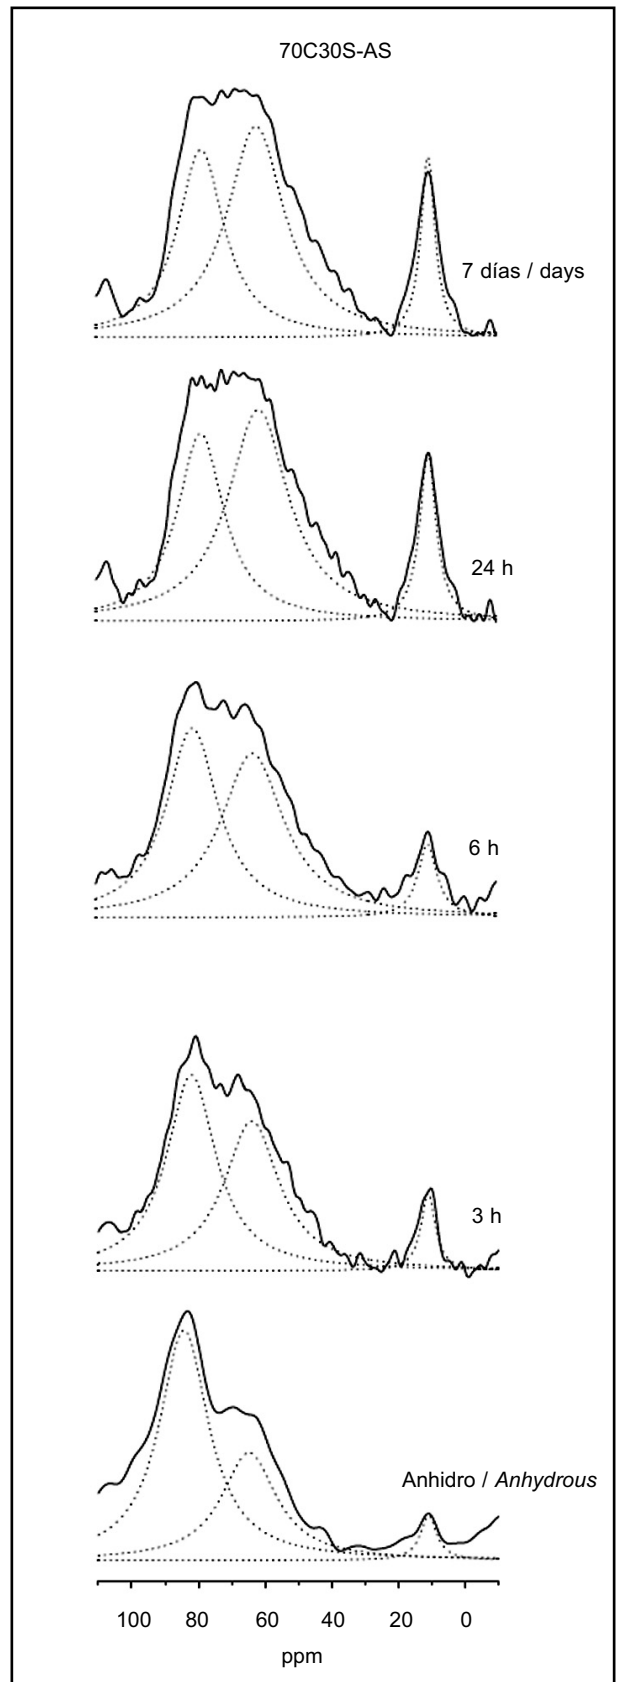 70C30S-AS
7 días / days
24 h
6 h
3 h
Anhidro / Anhydrous
100 80 60 40 20 0
ppm